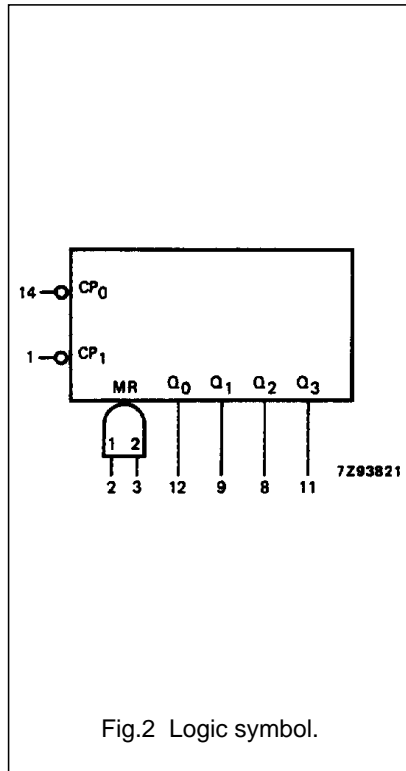 14 CP0
1 CP1
MR Q0 Q1 Q2 Q3
1 2
7Z93821
2 3 12 9 8 11
Fig.2 Logic symbol.